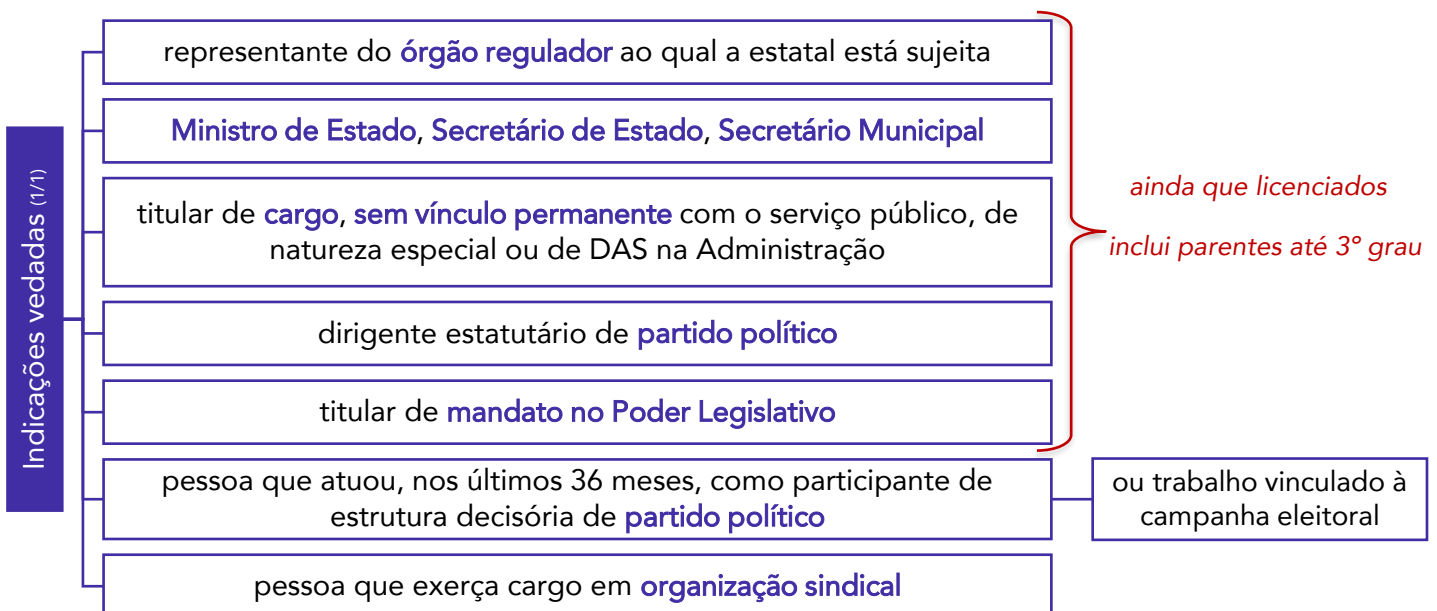 Indicações vedadas (1/1)
representante do órgão regulador ao qual a estatal está sujeita
Ministro de Estado, Secretário de Estado, Secretário Municipal
titular de cargo, sem vínculo permanente com o serviço público, de
natureza especial ou de DAS na Administração
dirigente estatutário de partido político
titular de mandato no Poder Legislativo
ainda que licenciados
inclui parentes até 3º grau
pessoa que atuou, nos últimos 36 meses, como participante de
estrutura decisória de partido político
ou trabalho vinculado à
campanha eleitoral
pessoa que exerça cargo em organização sindical